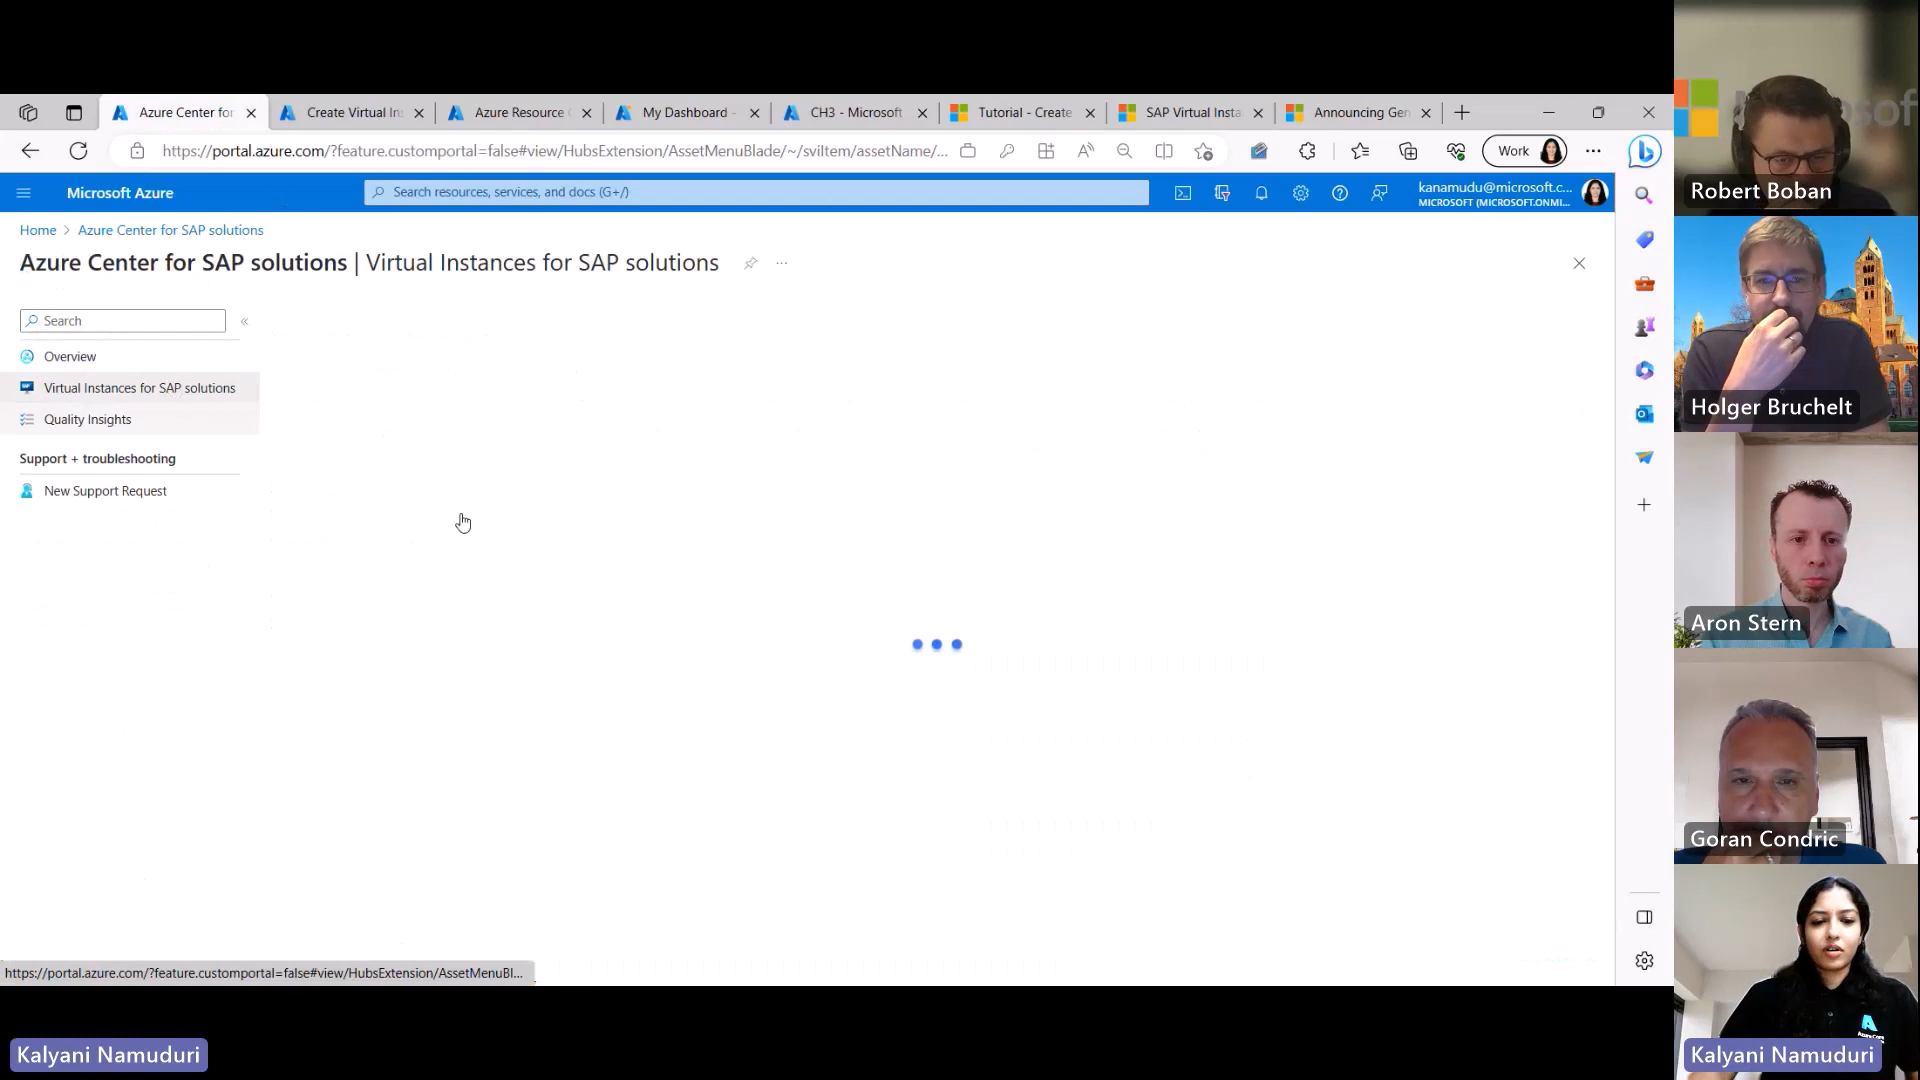 Azure Center for
Create Virtual In
Azure Resource
My Dashboard -
CH3 - Microsoft
Tutorial - Create
SAP Virtual Insta
Announcing Gen
https://portal.azure.com/?feature.customportal=false#view/HubsExtension/AssetMenuBlade/~/sviItem/assetName/...
Work
Microsoft Azure
Search resources, services, and docs (G+/)
kanamudu@microsoft.c...
MICROSOFT (MICROSOFT.ONMI...
Home > Azure Center for SAP solutions
Azure Center for SAP solutions | Virtual Instances for SAP solutions
Search
Overview
Virtual Instances for SAP solutions
Quality Insights
Support + troubleshooting
New Support Request
https://portal.azure.com/?feature.customportal=false#view/HubsExtension/AssetMenuBl...
Kalyani Namuduri
Robert Boban
Holger Bruchelt
Aron Stern
Goran Condric
Kalyani Namuduri